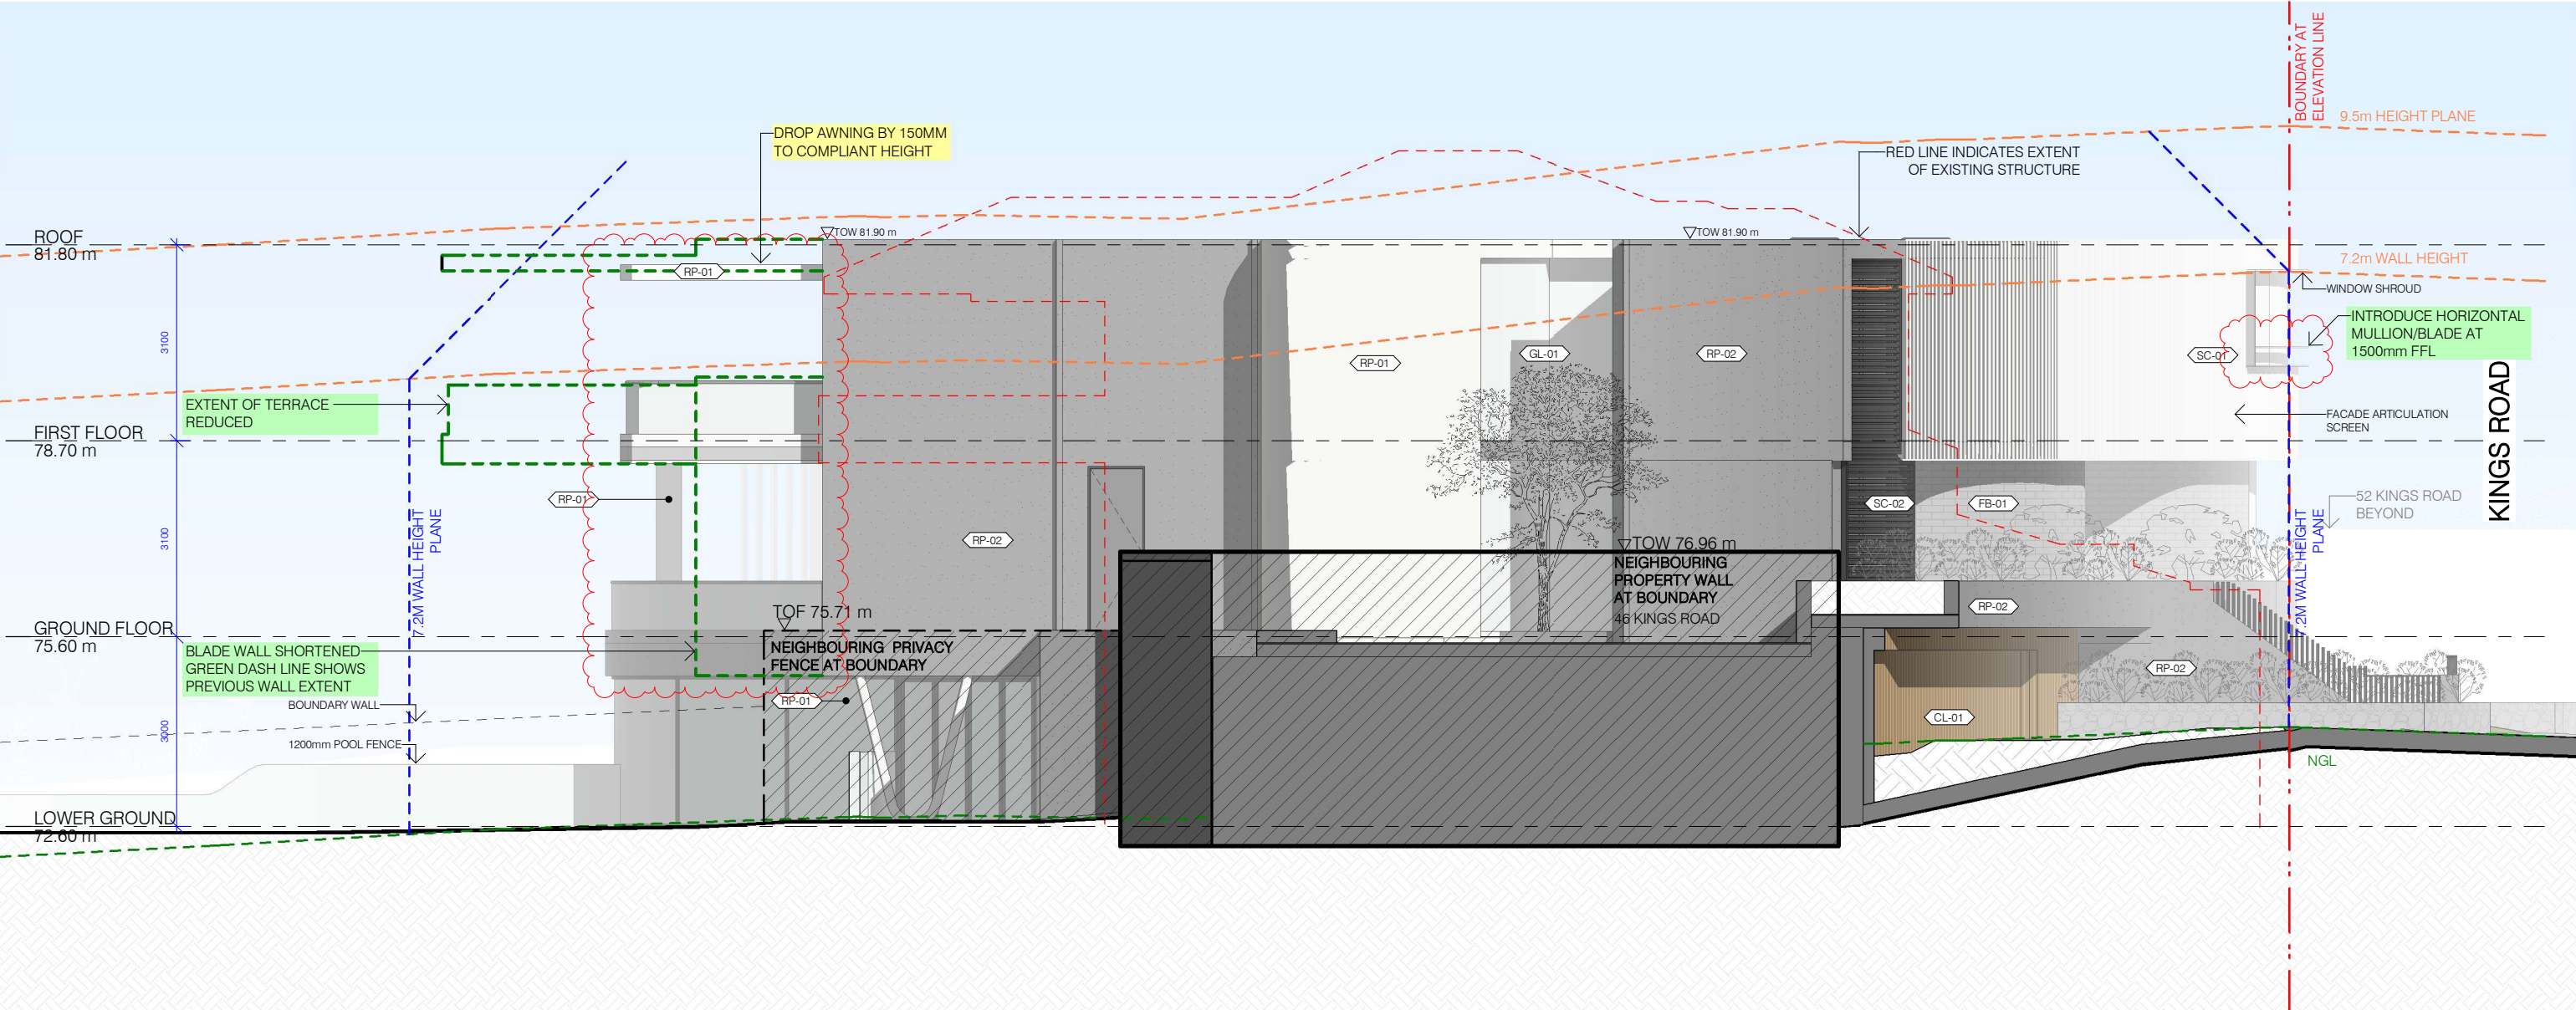 BOUNDARY AT
ELEVATION LINE
9.5m HEIGHT PLANE
DROP AWNING BY 150MM
TO COMPLIANT HEIGHT
RED LINE INDICATES EXTENT
OF EXISTING STRUCTURE
ROOF
81.80 m
TOW 81.90 m
TOW 81.90 m
7.2m WALL HEIGHT
RP-01
WINDOW SHROUD
INTRODUCE HORIZONTAL
MULLION/BLADE AT
1500mm FFL
3100
RP-01
GL-01
RP-02
SC-01
EXTENT OF TERRACE
REDUCED
FACADE ARTICULATION
SCREEN
KINGS ROAD
FIRST FLOOR
78.70 m
RP-01
SC-02
FB-01
52 KINGS ROAD
BEYOND
3100
7.2M WALL HEIGHT
PLANE
RP-02
TOW 76.96 m
NEIGHBOURING
PROPERTY WALL
AT BOUNDARY
46 KINGS ROAD
7.2M WALL HEIGHT
PLANE
TOF 75.71 m
RP-02
GROUND FLOOR
75.60 m
NEIGHBOURING PRIVACY
FENCE AT BOUNDARY
BLADE WALL SHORTENED
GREEN DASH LINE SHOWS
PREVIOUS WALL EXTENT
RP-02
RP-01
BOUNDARY WALL
CL-01
3000
1200mm POOL FENCE
NGL
LOWER GROUND
72.60 m